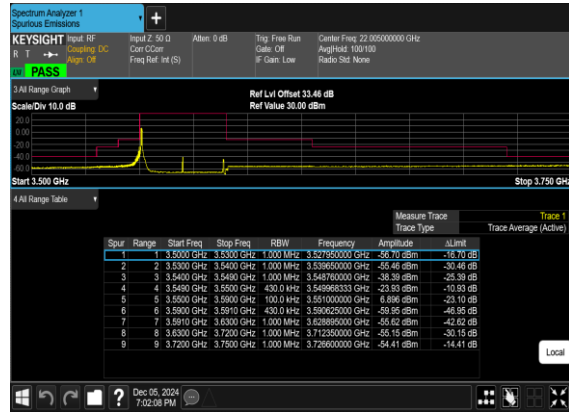 Spectrum Analyzer 1
Spurious Emissions
+
KEYSIGHT Input: RF Input Z: 50 Ω Atten: 0 dB Trig: Free Run Center Freq: 22.005000000 GHz
R T Coupling: DC Corr CCorr Gate: Off Avg|Hold: 100/100
Align: Off Freq Ref: Int (S) IF Gain: Low Radio Std: None
LW PASS
3 All Range Graph
Ref Lvl Offset 33.46 dB
Scale/Div 10.0 dB Ref Value 30.00 dBm
20.0
0.00
-20.0
-40.0
-60.0
Start 3.500 GHz Stop 3.750 GHz
4 All Range Table
Measure Trace Trace 1
Trace Type Trace Average (Active)
Spur Range Start Freq Stop Freq RBW Frequency Amplitude ΔLimit
1 1 3.5000 GHz 3.5300 GHz 1.000 MHz 3.527950000 GHz -56.70 dBm -16.70 dB
2 2 3.5300 GHz 3.5400 GHz 1.000 MHz 3.539650000 GHz -55.46 dBm -30.46 dB
3 3 3.5400 GHz 3.5490 GHz 1.000 MHz 3.548760000 GHz -38.39 dBm -25.39 dB
4 4 3.5490 GHz 3.5500 GHz 430.0 kHz 3.549968333 GHz -23.93 dBm -10.93 dB
5 5 3.5500 GHz 3.5900 GHz 100.0 kHz 3.551000000 GHz 6.896 dBm -23.10 dB
6 6 3.5900 GHz 3.5910 GHz 430.0 kHz 3.590625000 GHz -59.95 dBm -46.95 dB
7 7 3.5910 GHz 3.6300 GHz 1.000 MHz 3.628895000 GHz -55.62 dBm -42.62 dB
8 8 3.6300 GHz 3.7200 GHz 1.000 MHz 3.712350000 GHz -55.15 dBm -30.15 dB
9 9 3.7200 GHz 3.7500 GHz 1.000 MHz 3.726600000 GHz -54.41 dBm -14.41 dB
Local
? Dec 05, 2024
7:02:08 PM